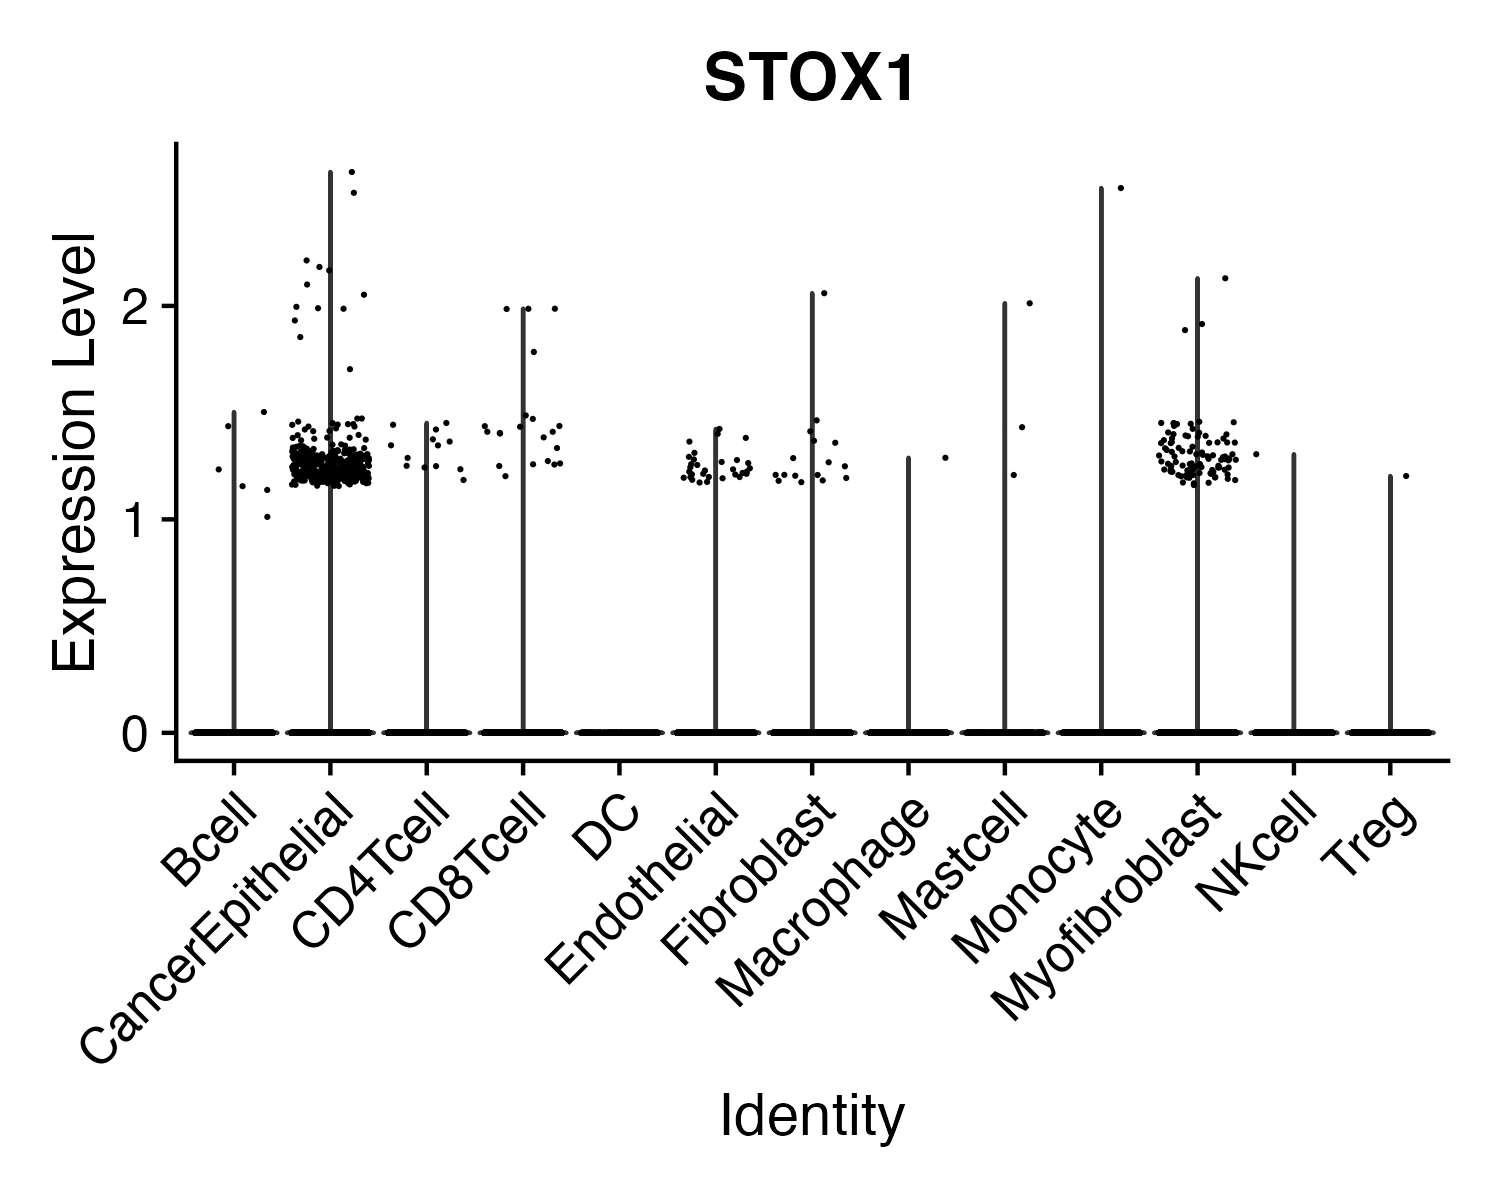 STOX1
Expression Level
2
1
0
Bcell
CancerEpithelial
CD4Tcell
CD8Tcell
DC
Endothelial
Fibroblast
Macrophage
Mastcell
Monocyte
Myofibroblast
NKcell
Treg
Identity